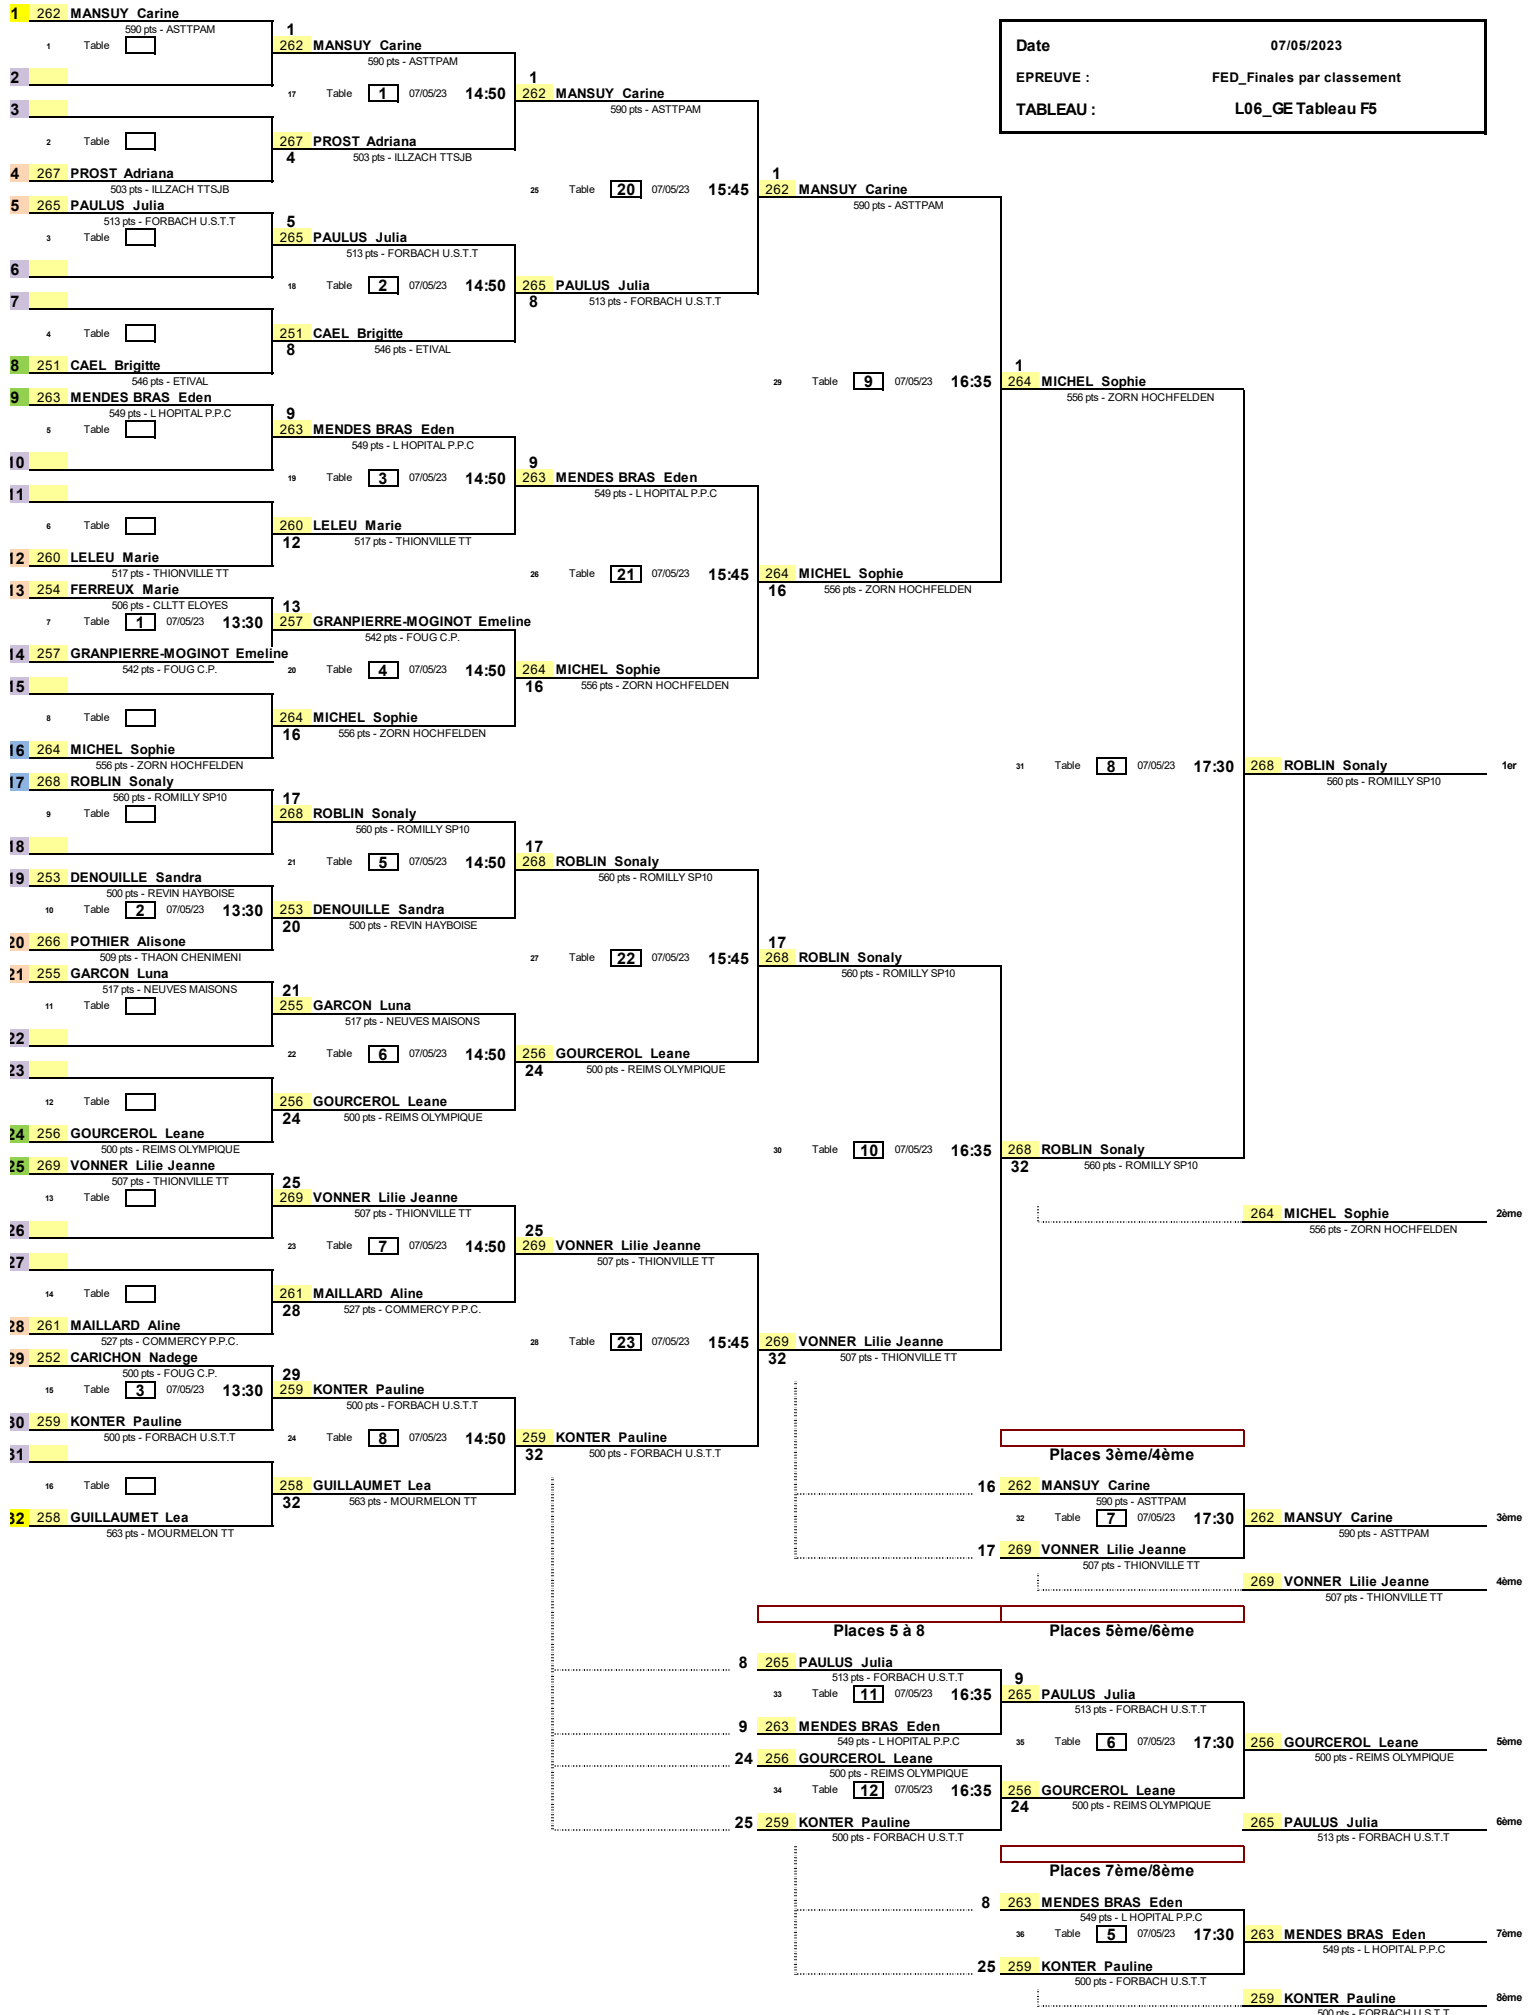 Date 07/05/2023
EPREUVE : FED_Finales par classement
TABLEAU : L06_GE Tableau F5
1 262 MANSUY Carine
590 pts - ASTTPAM
1 Table
2
3
2 Table
4 267 PROST Adriana
503 pts - ILLZACH TTSJB
5 265 PAULUS Julia
513 pts - FORBACH U.S.T.T
3 Table
6
7
4 Table
8 251 CAEL Brigitte
546 pts - ETIVAL
9 263 MENDES BRAS Eden
549 pts - L HOPITAL P.P.C
5 Table
10
11
6 Table
12 260 LELEU Marie
517 pts - THIONVILLE TT
13 254 FERREUX Marie
506 pts - CLLTT ELOYES
7 Table 1 07/05/23 13:30
14 257 GRANPIERRE-MOGINOT Emeline
542 pts - FOUG C.P.
15
8 Table
16 264 MICHEL Sophie
556 pts - ZORN HOCHFELDEN
17 268 ROBLIN Sonaly
560 pts - ROMILLY SP10
9 Table
18
19 253 DENOUILLE Sandra
500 pts - REVIN HAYBOISE
10 Table 2 07/05/23 13:30
20 266 POTHIER Alisone
509 pts - THAON CHENIMENI
21 255 GARCON Luna
517 pts - NEUVES MAISONS
11 Table
22
23
12 Table
24 256 GOURCEROL Leane
500 pts - REIMS OLYMPIQUE
25 269 VONNER Lilie Jeanne
507 pts - THIONVILLE TT
13 Table
26
27
14 Table
28 261 MAILLARD Aline
527 pts - COMMERCY P.P.C.
29 252 CARICHON Nadege
500 pts - FOUG C.P.
15 Table 3 07/05/23 13:30
30 259 KONTER Pauline
500 pts - FORBACH U.S.T.T
31
16 Table
32 258 GUILLAUMET Lea
563 pts - MOURMELON TT
1
262 MANSUY Carine
590 pts - ASTTPAM
17 Table 1 07/05/23 14:50
267 PROST Adriana
4 503 pts - ILLZACH TTSJB
5
265 PAULUS Julia
513 pts - FORBACH U.S.T.T
18 Table 2 07/05/23 14:50
251 CAEL Brigitte
8 546 pts - ETIVAL
9
263 MENDES BRAS Eden
549 pts - L HOPITAL P.P.C
19 Table 3 07/05/23 14:50
260 LELEU Marie
12 517 pts - THIONVILLE TT
13
257 GRANPIERRE-MOGINOT Emeline
542 pts - FOUG C.P.
20 Table 4 07/05/23 14:50
264 MICHEL Sophie
16 556 pts - ZORN HOCHFELDEN
17
268 ROBLIN Sonaly
560 pts - ROMILLY SP10
21 Table 5 07/05/23 14:50
253 DENOUILLE Sandra
20 500 pts - REVIN HAYBOISE
21
255 GARCON Luna
517 pts - NEUVES MAISONS
22 Table 6 07/05/23 14:50
256 GOURCEROL Leane
24 500 pts - REIMS OLYMPIQUE
25
269 VONNER Lilie Jeanne
507 pts - THIONVILLE TT
23 Table 7 07/05/23 14:50
261 MAILLARD Aline
28 527 pts - COMMERCY P.P.C.
29
259 KONTER Pauline
500 pts - FORBACH U.S.T.T
24 Table 8 07/05/23 14:50
258 GUILLAUMET Lea
32 563 pts - MOURMELON TT
1
262 MANSUY Carine
590 pts - ASTTPAM
25 Table 20 07/05/23 15:45
265 PAULUS Julia
8 513 pts - FORBACH U.S.T.T
9
263 MENDES BRAS Eden
549 pts - L HOPITAL P.P.C
26 Table 21 07/05/23 15:45
264 MICHEL Sophie
16 556 pts - ZORN HOCHFELDEN
17
268 ROBLIN Sonaly
560 pts - ROMILLY SP10
27 Table 22 07/05/23 15:45
256 GOURCEROL Leane
24 500 pts - REIMS OLYMPIQUE
25
269 VONNER Lilie Jeanne
507 pts - THIONVILLE TT
28 Table 23 07/05/23 15:45
259 KONTER Pauline
32 500 pts - FORBACH U.S.T.T
1
262 MANSUY Carine
590 pts - ASTTPAM
29 Table 9 07/05/23 16:35
264 MICHEL Sophie
16 556 pts - ZORN HOCHFELDEN
17
268 ROBLIN Sonaly
560 pts - ROMILLY SP10
30 Table 10 07/05/23 16:35
269 VONNER Lilie Jeanne
32 507 pts - THIONVILLE TT
1
264 MICHEL Sophie
556 pts - ZORN HOCHFELDEN
31 Table 8 07/05/23 17:30
268 ROBLIN Sonaly
32 560 pts - ROMILLY SP10
268 ROBLIN Sonaly 1er
560 pts - ROMILLY SP10
264 MICHEL Sophie 2ème
556 pts - ZORN HOCHFELDEN
Places 3ème/4ème
16 262 MANSUY Carine
590 pts - ASTTPAM
32 Table 7 07/05/23 17:30
17 269 VONNER Lilie Jeanne
507 pts - THIONVILLE TT
262 MANSUY Carine 3ème
590 pts - ASTTPAM
269 VONNER Lilie Jeanne 4ème
507 pts - THIONVILLE TT
Places 5 à 8
8 265 PAULUS Julia
513 pts - FORBACH U.S.T.T
33 Table 11 07/05/23 16:35
9 263 MENDES BRAS Eden
549 pts - L HOPITAL P.P.C
24 256 GOURCEROL Leane
500 pts - REIMS OLYMPIQUE
34 Table 12 07/05/23 16:35
25 259 KONTER Pauline
500 pts - FORBACH U.S.T.T
Places 5ème/6ème
9
265 PAULUS Julia
513 pts - FORBACH U.S.T.T
35 Table 6 07/05/23 17:30
256 GOURCEROL Leane
24 500 pts - REIMS OLYMPIQUE
256 GOURCEROL Leane 5ème
500 pts - REIMS OLYMPIQUE
265 PAULUS Julia 6ème
513 pts - FORBACH U.S.T.T
Places 7ème/8ème
8 263 MENDES BRAS Eden
549 pts - L HOPITAL P.P.C
36 Table 5 07/05/23 17:30
25 259 KONTER Pauline
500 pts - FORBACH U.S.T.T
263 MENDES BRAS Eden 7ème
549 pts - L HOPITAL P.P.C
259 KONTER Pauline 8ème
500 pts - FORBACH U.S.T.T